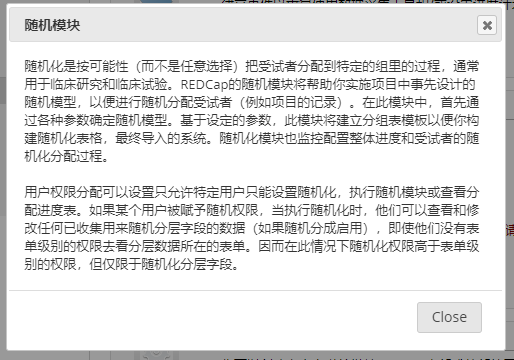 随机模块
随机化是按可能性（而不是任意选择）把受试者分配到特定的组里的过程，通常
用于临床研究和临床试验。REDCap的随机模块将帮助你实施项目中事先设计的
随机模型，以便进行随机分配受试者（例如项目的记录）。在此模块中，首先通
过各种参数确定随机模型。基于设定的参数，此模块将建立分组表模板以便你构
建随机化表格，最终导入的系统。随机化模块也监控配置整体进度和受试者的随
机化分配过程。
用户权限分配可以设置只允许特定用户只能设置随机化，执行随机模块或查看分
配进度表。如果某个用户被赋予随机权限，当执行随机化时，他们可以查看和修
改任何已收集用来随机分层字段的数据（如果随机分成启用），即使他们没有表
单级别的权限去看分层数据所在的表单。因而在此情况下随机化权限高于表单级
别的权限，但仅限于随机化分层字段。
Close